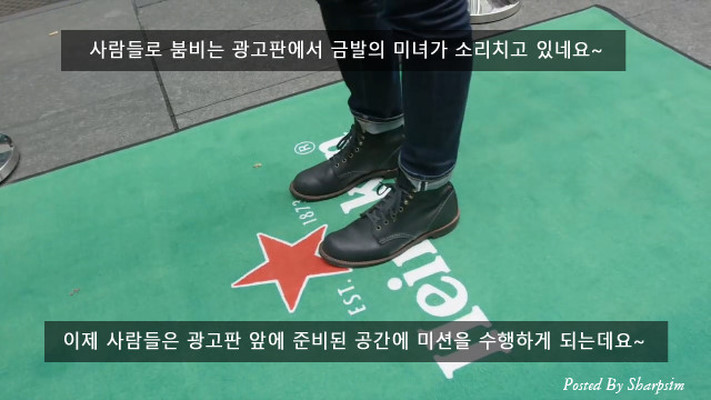 사람들로 붐비는 광고판에서 금발의 미녀가 소리치고 있네요~
®
1873
EST.
이제 사람들은 광고판 앞에 준비된 공간에 미션을 수행하게 되는데요~
Posted By Sharpsim